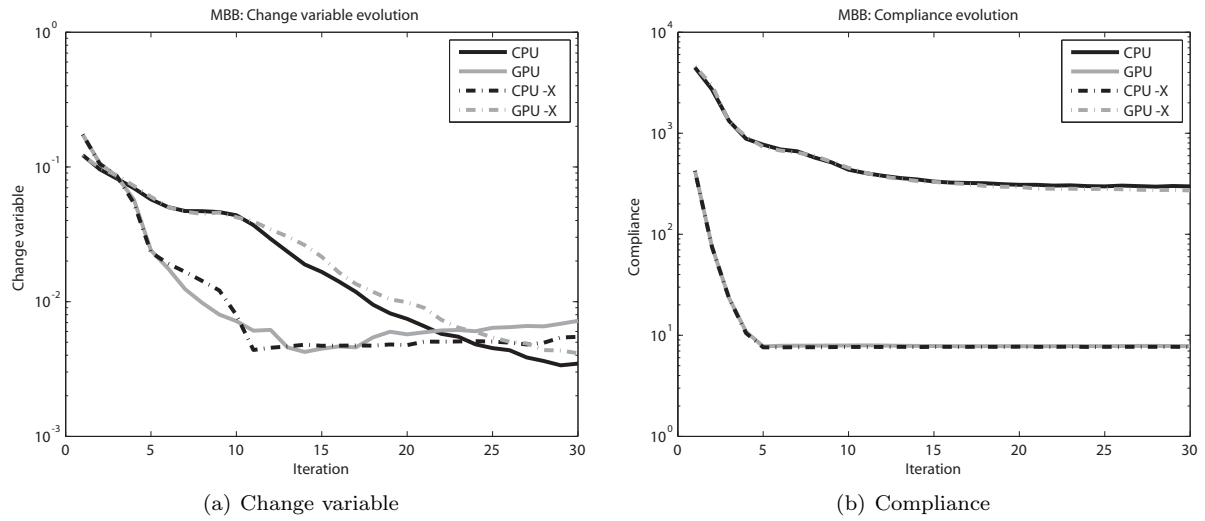 MBB: Change variable evolution
10^0
10^-1
10^-2
10^-3
Change variable
CPU
GPU
CPU -X
GPU -X
0 5 10 15 20 25 30
Iteration
(a) Change variable
MBB: Compliance evolution
10^4
10^3
10^2
10^1
10^0
Compliance
CPU
GPU
CPU -X
GPU -X
0 5 10 15 20 25 30
Iteration
(b) Compliance